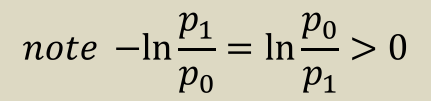 note −ln p₁/p₀ = ln p₀/p₁ > 0